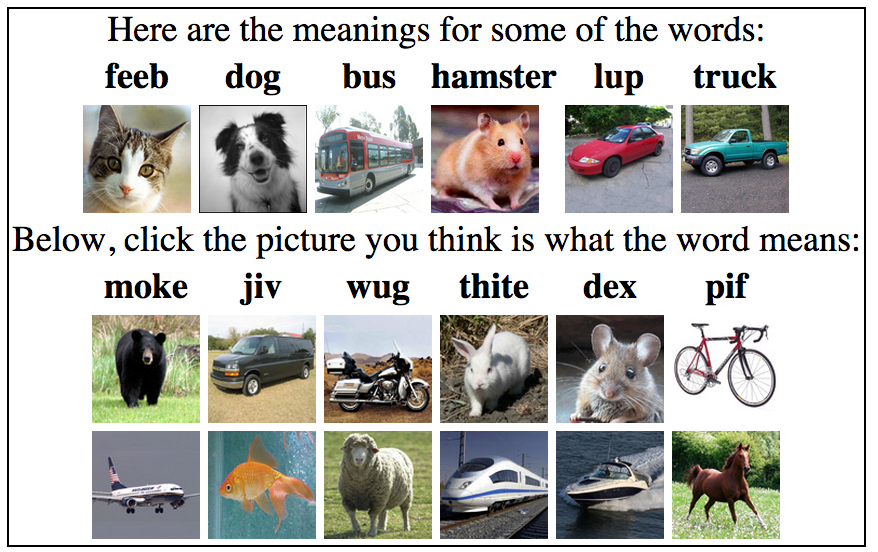 Here are the meanings for some of the words:
feeb dog bus hamster lup truck
Below, click the picture you think is what the word means:
moke jiv wug thite dex pif